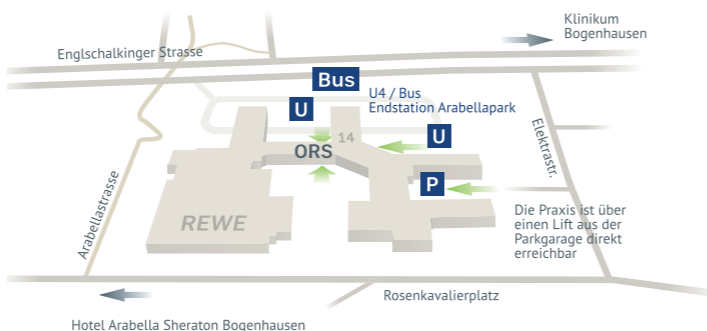 Klinikum
Bogenhausen
Englschalkinger Strasse
Bus
U4 / Bus
Endstation Arabellapark
U
U
14
ORS
Elektrastr.
P
Arabellastrasse
REWE
Die Praxis ist über
einen Lift aus der
Parkgarage direkt
erreichbar
Rosenkavalierplatz
Hotel Arabella Sheraton Bogenhausen